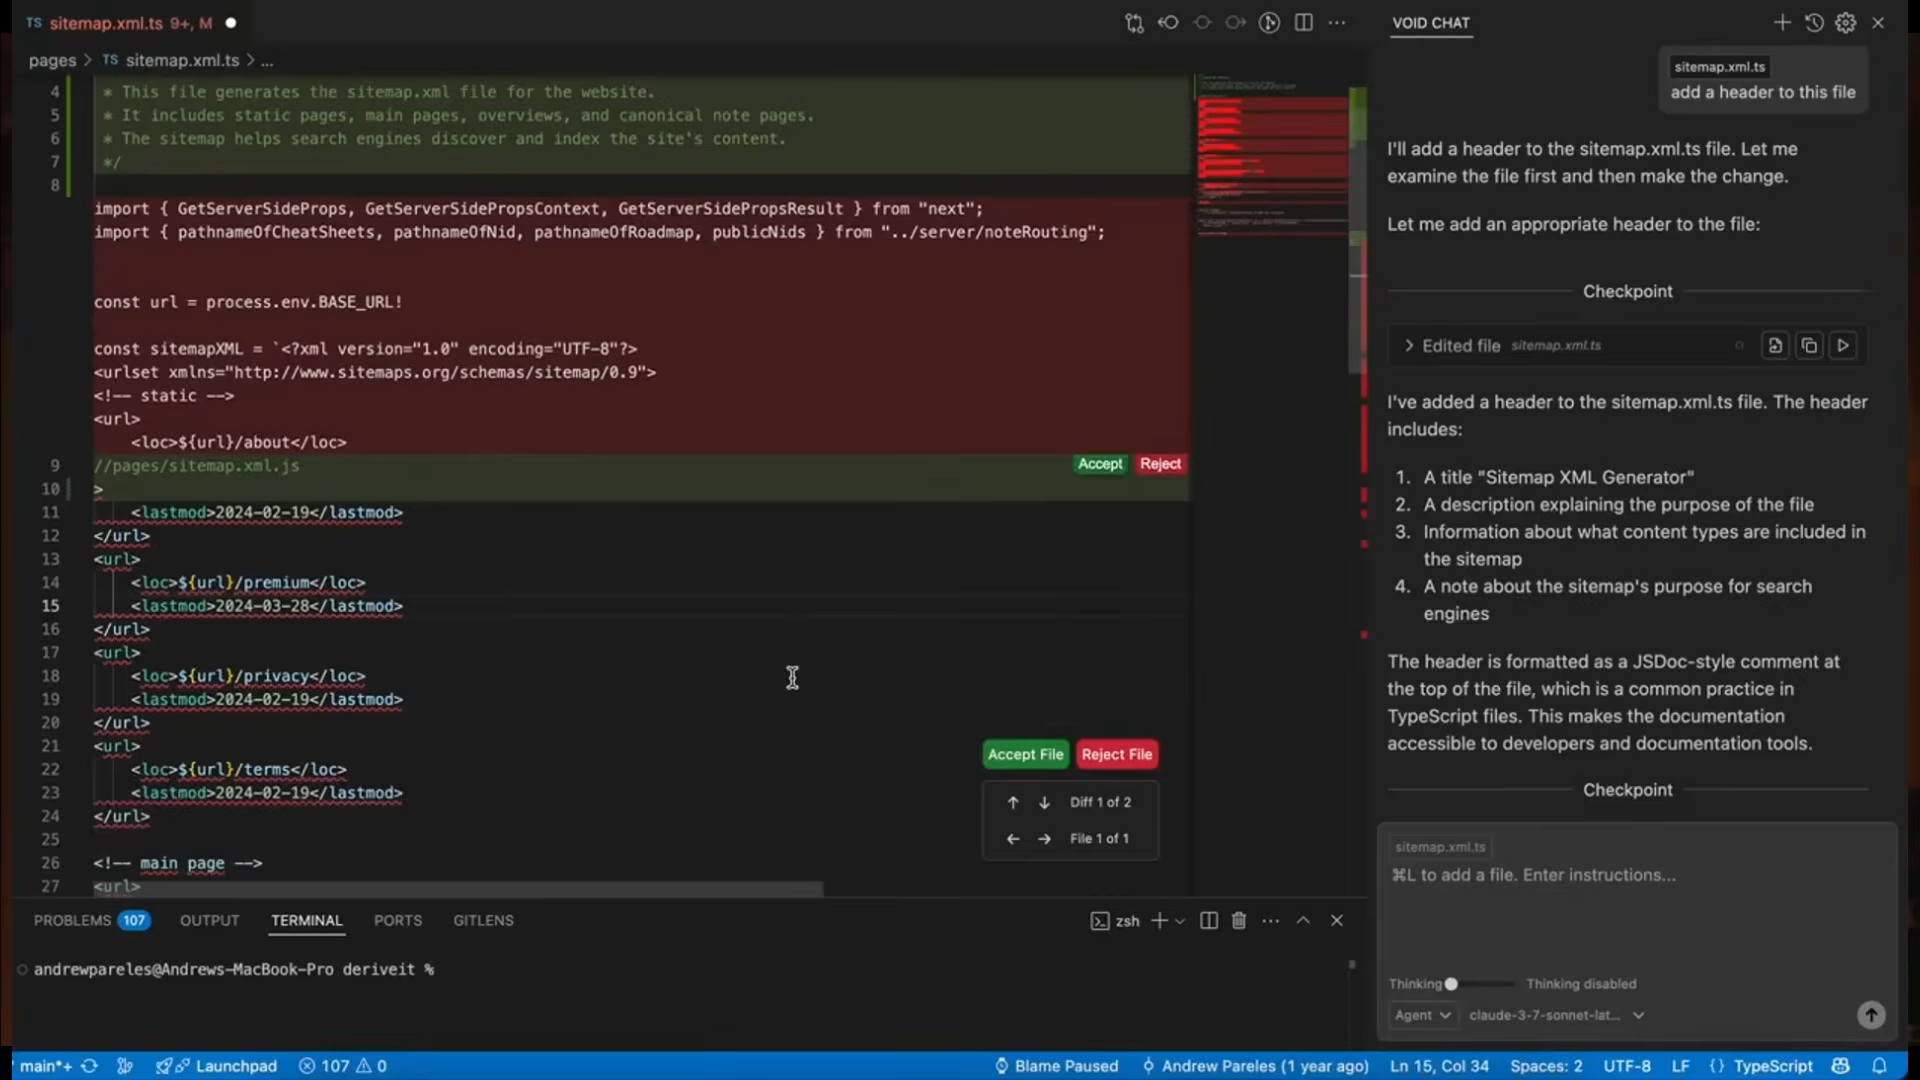 TS sitemap.xml.ts 9+, M
pages > TS sitemap.xml.ts > ...
4 * This file generates the sitemap.xml file for the website.
5 * It includes static pages, main pages, overviews, and canonical note pages.
6 * The sitemap helps search engines discover and index the site's content.
7 */
8
import { GetServerSideProps, GetServerSidePropsContext, GetServerSidePropsResult } from "next";
import { pathnameOfCheatSheets, pathnameOfNid, pathnameOfRoadmap, publicNids } from "../server/noteRouting";
const url = process.env.BASE_URL!
const sitemapXML = `<?xml version="1.0" encoding="UTF-8"?>
<urlset xmlns="http://www.sitemaps.org/schemas/sitemap/0.9">
<!-- static -->
<url>
<loc>${url}/about</loc>
9 //pages/sitemap.xml.js
Accept Reject
10 >
11 <lastmod>2024-02-19</lastmod>
12 </url>
13 <url>
14 <loc>${url}/premium</loc>
15 <lastmod>2024-03-28</lastmod>
16 </url>
17 <url>
18 <loc>${url}/privacy</loc>
19 <lastmod>2024-02-19</lastmod>
20 </url>
21 <url>
22 <loc>${url}/terms</loc>
23 <lastmod>2024-02-19</lastmod>
24 </url>
25
26 <!-- main page -->
27 <url>
Accept File Reject File
↑ ↓ Diff 1 of 2
← → File 1 of 1
PROBLEMS 107 OUTPUT TERMINAL PORTS GITLENS
zsh
andrewpareles@Andrews-MacBook-Pro deriveit %
VOID CHAT
sitemap.xml.ts
add a header to this file
I'll add a header to the sitemap.xml.ts file. Let me
examine the file first and then make the change.
Let me add an appropriate header to the file:
Checkpoint
> Edited file sitemap.xml.ts
I've added a header to the sitemap.xml.ts file. The header
includes:
1. A title "Sitemap XML Generator"
2. A description explaining the purpose of the file
3. Information about what content types are included in
the sitemap
4. A note about the sitemap's purpose for search
engines
The header is formatted as a JSDoc-style comment at
the top of the file, which is a common practice in
TypeScript files. This makes the documentation
accessible to developers and documentation tools.
Checkpoint
sitemap.xml.ts
⌘L to add a file. Enter instructions...
Thinking Thinking disabled
Agent claude-3-7-sonnet-lat...
main*+ Launchpad 107 0 Blame Paused Andrew Pareles (1 year ago) Ln 15, Col 34 Spaces: 2 UTF-8 LF {} TypeScript